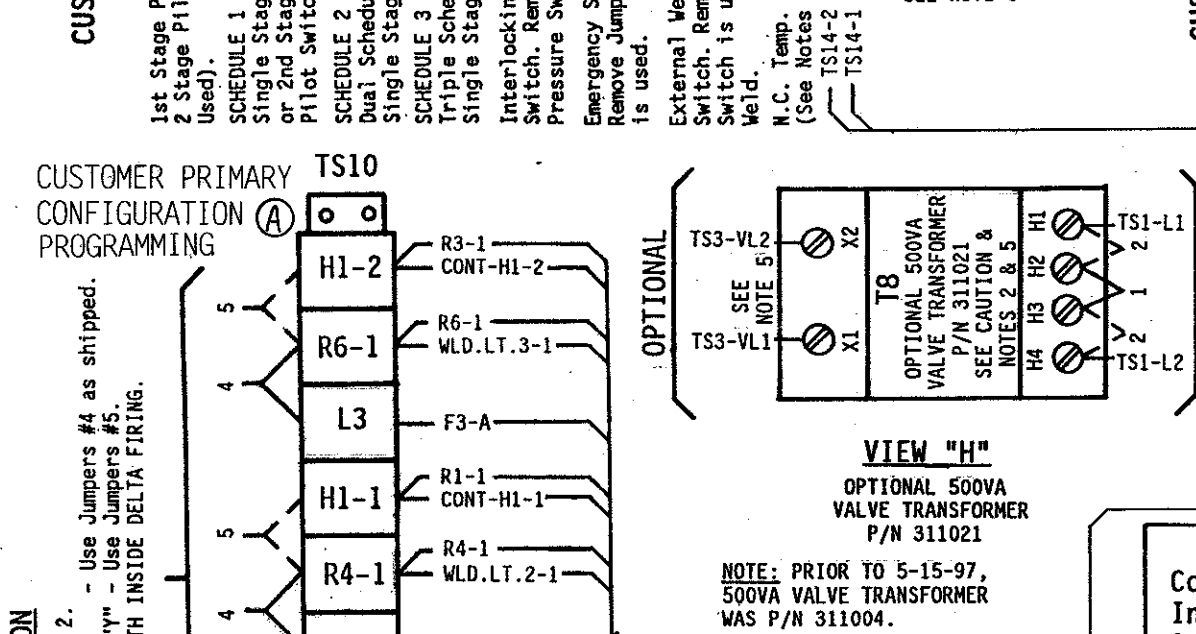 CUS
1st Stage P
2 Stage Pil
Used).
SCHEDULE 1
Single Stag
or 2nd Stag
Pilot Switc
SCHEDULE 2
Dual Schedu
Single Stag
SCHEDULE 3
Triple Sche
Single Stag
Interlockin
Switch. Rem
Pressure Sw
Emergency S
Remove Jump
is used.
External We
Switch. Rem
Switch is u
Weld.
N.C. Temp.
(See Notes
TS14-2
TS14-1
CUSTOMER PRIMARY
CONFIGURATION Ⓐ
PROGRAMMING
TS10
H1-2
R3-1
CONT-H1-2
5
R6-1
R6-1
WLD.LT.3-1
4
L3
F3-A
H1-1
R1-1
CONT-H1-1
5
R4-1
R4-1
WLD.LT.2-1
4
ON
2.
- Use Jumpers #4 as shipped.
"Y" - Use Jumpers #5.
TH INSIDE DELTA FIRING.
OPTIONAL
TS3-VL2
SEE
NOTE 5
TS3-VL1
X2
X1
T8
OPTIONAL 500VA
VALVE TRANSFORMER
P/N 311021
SEE CAUTION &
NOTES 2 & 5
H1
H2
H3
H4
TS1-L1
2
1
2
TS1-L2
VIEW "H"
OPTIONAL 500VA
VALVE TRANSFORMER
P/N 311021
NOTE: PRIOR TO 5-15-97,
500VA VALVE TRANSFORMER
WAS P/N 311004.
Co
In